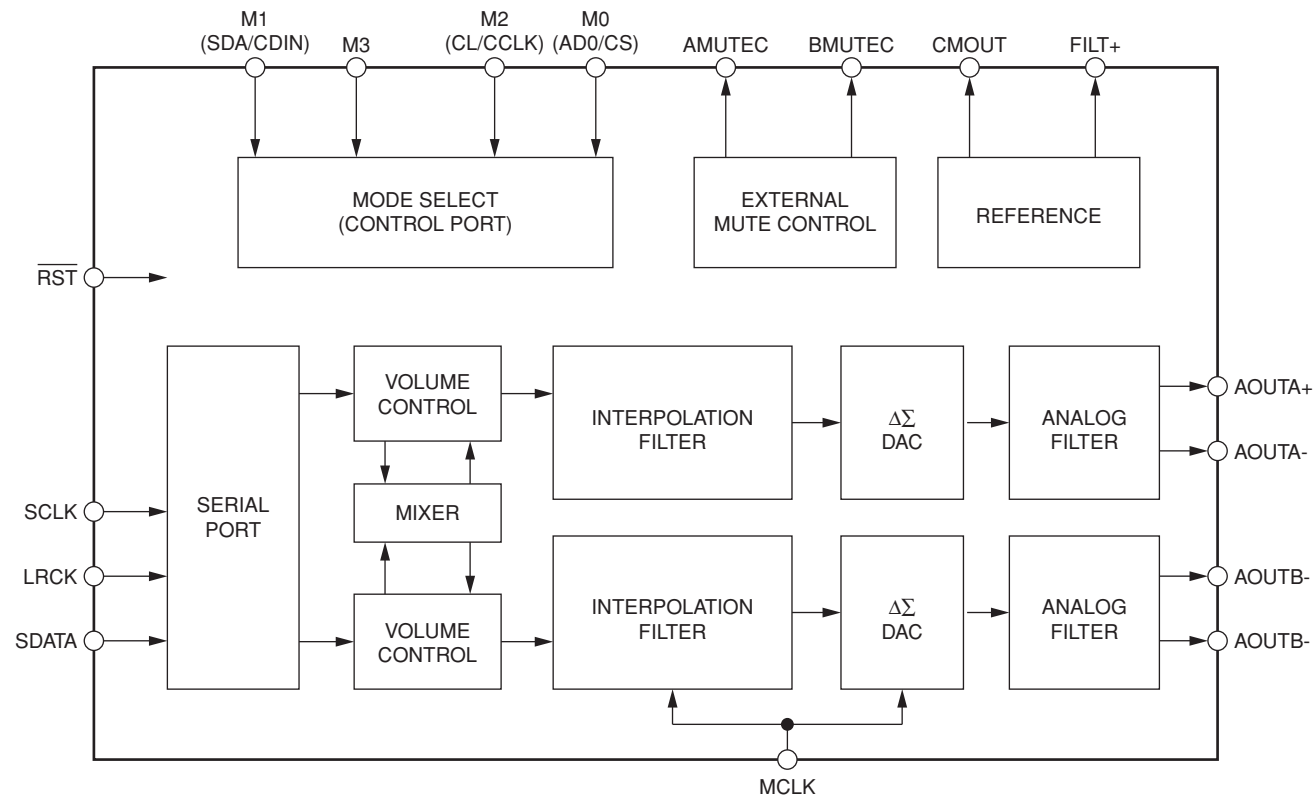 M1
(SDA/CDIN)
M3
M2
(CL/CCLK)
M0
(AD0/CS)
AMUTEC
BMUTEC
CMOUT
FILT+
MODE SELECT
(CONTROL PORT)
EXTERNAL
MUTE CONTROL
REFERENCE
RST
SERIAL
PORT
VOLUME
CONTROL
INTERPOLATION
FILTER
ΔΣ
DAC
ANALOG
FILTER
AOUTA+
AOUTA-
SCLK
LRCK
SDATA
MIXER
VOLUME
CONTROL
INTERPOLATION
FILTER
ΔΣ
DAC
ANALOG
FILTER
AOUTB-
AOUTB-
MCLK